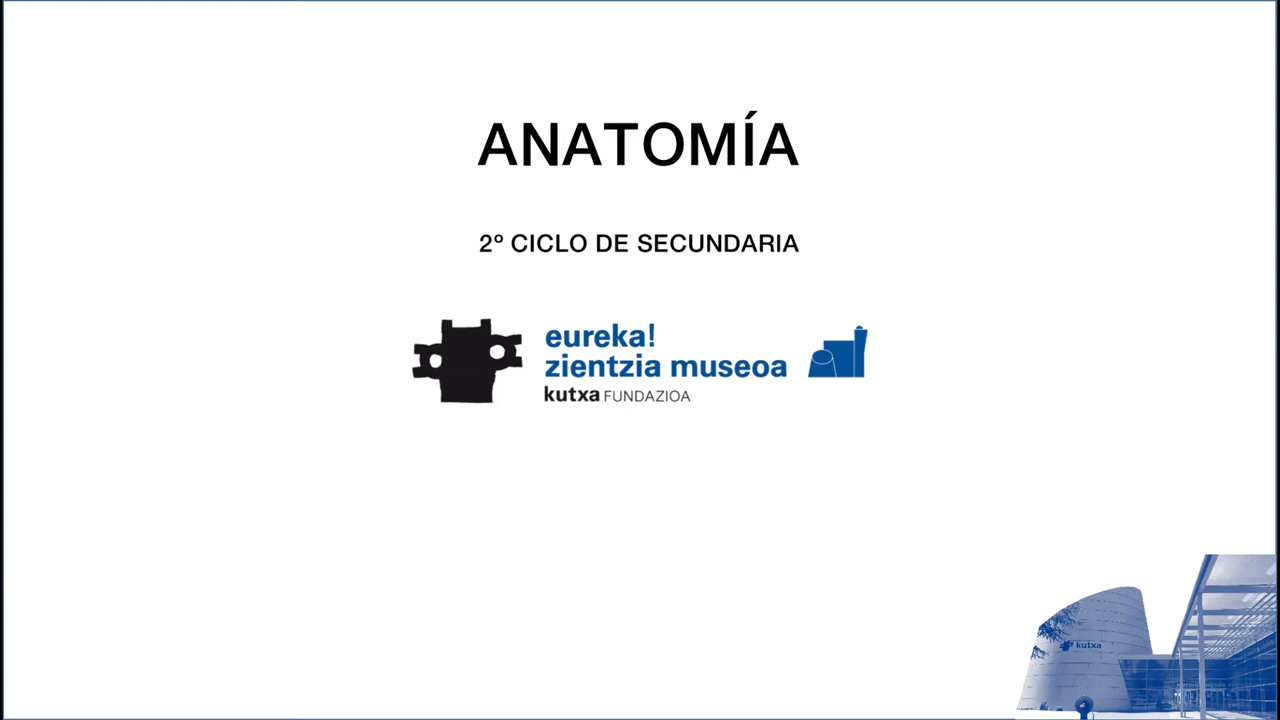 ANATOMÍA
2º CICLO DE SECUNDARIA
eureka!
zientzia museoa
kutxa FUNDAZIOA
kutxa